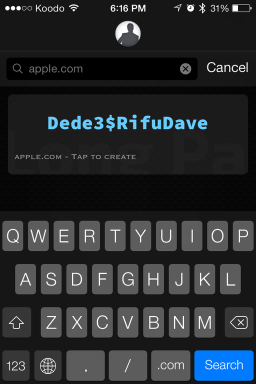 Koodo 6:16 PM 31%
apple.com Cancel
Dede3$RifuDave
APPLE.COM - TAP TO CREATE
Q W E R T Y U I O P
A S D F G H J K L
Z X C V B N M
123 . / .com Search